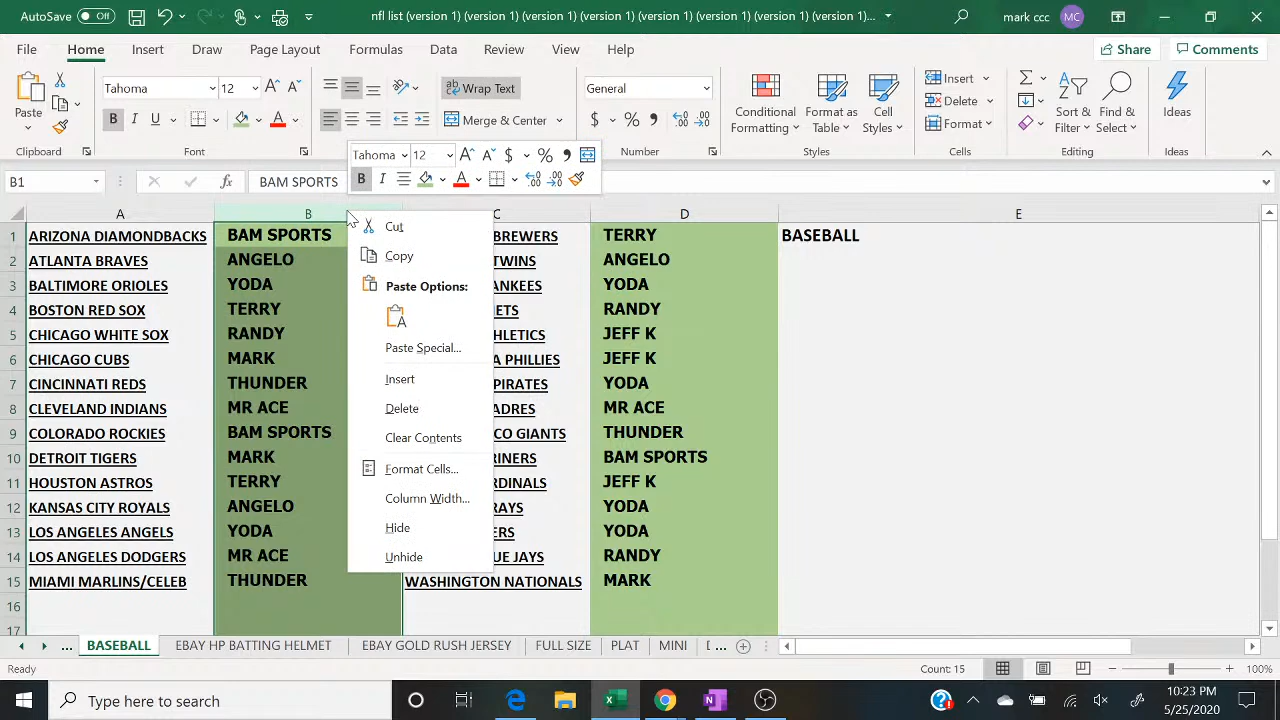 AutoSave Off nfl list (version 1) (version 1) (version 1) (version 1) (version 1) (version 1) (version 1)... mark ccc MC
File Home Insert Draw Page Layout Formulas Data Review View Help Share Comments
Paste Tahoma 12 Wrap Text General Conditional Formatting Format as Table Cell Styles Insert Sort & Filter Find & Select Ideas
B I U Merge & Center $ % Delete
Format
Clipboard Font Number Styles Cells Editing Ideas
Tahoma 12 $ %
B1 fx BAM SPORTS B I
A B C D E
1 ARIZONA DIAMONDBACKS BAM SPORTS BREWERS TERRY BASEBALL
2 ATLANTA BRAVES ANGELO TWINS ANGELO
3 BALTIMORE ORIOLES YODA ANKEES YODA
4 BOSTON RED SOX TERRY ETS RANDY
5 CHICAGO WHITE SOX RANDY HLETICS JEFF K
6 CHICAGO CUBS MARK A PHILLIES JEFF K
7 CINCINNATI REDS THUNDER PIRATES YODA
8 CLEVELAND INDIANS MR ACE ADRES MR ACE
9 COLORADO ROCKIES BAM SPORTS CO GIANTS THUNDER
10 DETROIT TIGERS MARK RINERS BAM SPORTS
11 HOUSTON ASTROS TERRY RDINALS JEFF K
12 KANSAS CITY ROYALS ANGELO RAYS YODA
13 LOS ANGELES ANGELS YODA ERS YODA
14 LOS ANGELES DODGERS MR ACE UE JAYS RANDY
15 MIAMI MARLINS/CELEB THUNDER WASHINGTON NATIONALS MARK
16
17
Cut
Copy
Paste Options:
Paste Special...
Insert
Delete
Clear Contents
Format Cells...
Column Width...
Hide
Unhide
... BASEBALL EBAY HP BATTING HELMET EBAY GOLD RUSH JERSEY FULL SIZE PLAT MINI ...
Ready Count: 15 100%
Type here to search 10:23 PM
5/25/2020